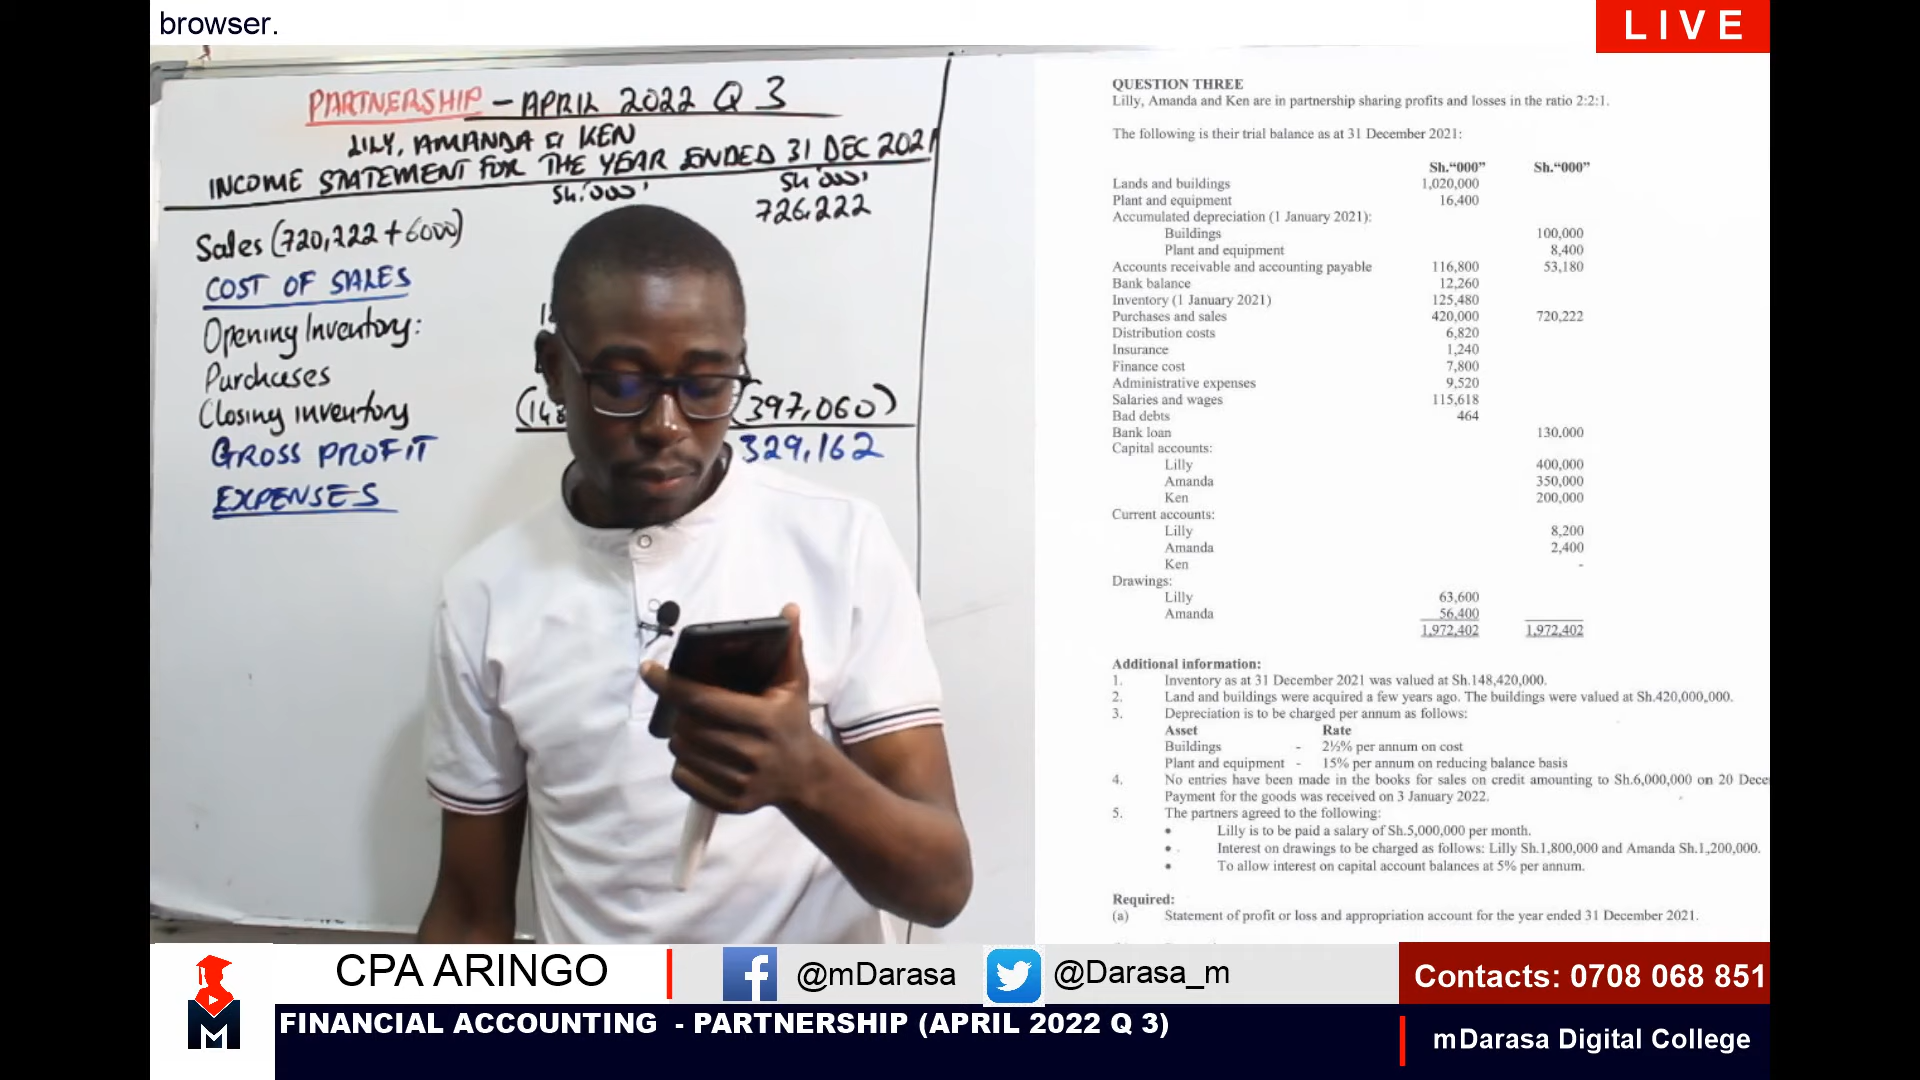 browser.
LIVE
PARTNERSHIP – APRIL 2022 Q 3
LILY, AMANDA & KEN
INCOME STATEMENT FOR THE YEAR ENDED 31 DEC 2021
Sh.'000' Sh '000'
Sales (720,222 + 6000) 726,222
COST OF SALES
Opening Inventory:
Purchases
Closing inventory (148 (397,060)
GROSS PROFIT 329,162
EXPENSES
QUESTION THREE
Lilly, Amanda and Ken are in partnership sharing profits and losses in the ratio 2:2:1.
The following is their trial balance as at 31 December 2021:
Sh."000" Sh."000"
Lands and buildings 1,020,000
Plant and equipment 16,400
Accumulated depreciation (1 January 2021):
Buildings 100,000
Plant and equipment 8,400
Accounts receivable and accounting payable 116,800 53,180
Bank balance 12,260
Inventory (1 January 2021) 125,480
Purchases and sales 420,000 720,222
Distribution costs 6,820
Insurance 1,240
Finance cost 7,800
Administrative expenses 9,520
Salaries and wages 115,618
Bad debts 464
Bank loan 130,000
Capital accounts:
Lilly 400,000
Amanda 350,000
Ken 200,000
Current accounts:
Lilly 8,200
Amanda 2,400
Ken -
Drawings:
Lilly 63,600
Amanda 56,400
1,972,402 1,972,402
Additional information:
1. Inventory as at 31 December 2021 was valued at Sh.148,420,000.
2. Land and buildings were acquired a few years ago. The buildings were valued at Sh.420,000,000.
3. Depreciation is to be charged per annum as follows:
Asset Rate
Buildings - 2½% per annum on cost
Plant and equipment - 15% per annum on reducing balance basis
4. No entries have been made in the books for sales on credit amounting to Sh.6,000,000 on 20 Dece
Payment for the goods was received on 3 January 2022.
5. The partners agreed to the following:
• Lilly is to be paid a salary of Sh.5,000,000 per month.
• Interest on drawings to be charged as follows: Lilly Sh.1,800,000 and Amanda Sh.1,200,000.
• To allow interest on capital account balances at 5% per annum.
Required:
(a) Statement of profit or loss and appropriation account for the year ended 31 December 2021.
CPA ARINGO @mDarasa @Darasa_m Contacts: 0708 068 851
M
FINANCIAL ACCOUNTING - PARTNERSHIP (APRIL 2022 Q 3)
mDarasa Digital College